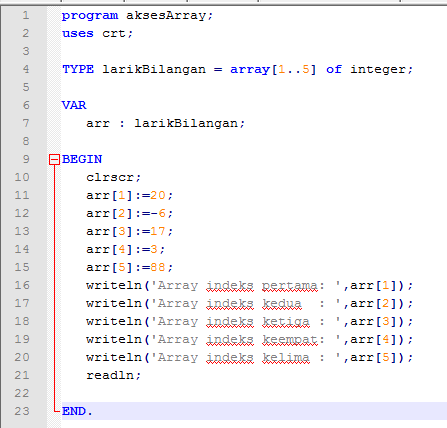 1 program aksesArray;
2 uses crt;
3
4 TYPE larikBilangan = array[1..5] of integer;
5
6 VAR
7    arr : larikBilangan;
8
9 BEGIN
10    clrscr;
11    arr[1]:=20;
12    arr[2]:=-6;
13    arr[3]:=17;
14    arr[4]:=3;
15    arr[5]:=88;
16    writeln('Array indeks pertama: ',arr[1]);
17    writeln('Array indeks kedua  : ',arr[2]);
18    writeln('Array indeks ketiga : ',arr[3]);
19    writeln('Array indeks keempat: ',arr[4]);
20    writeln('Array indeks kelima : ',arr[5]);
21    readln;
22
23 END.